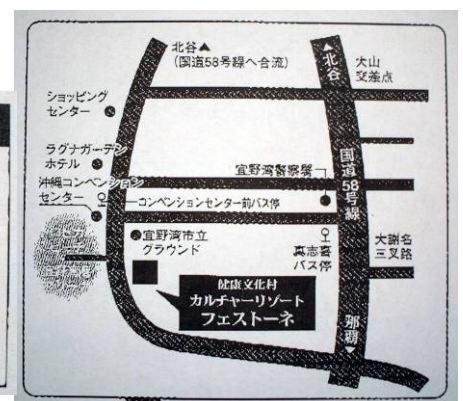 北谷▲
(国道58号線へ合流)
▲北谷
大山
交差点
ショッピング
センター
ラグナガーデン
ホテル
宜野湾警察署
国道58号線
沖縄コンベンション
センター
コンベンションセンター前バス停
宜野湾市立
グラウンド
真志喜
バス停
大謝名
三叉路
健康文化村
カルチャーリゾート
フェストーネ
那覇▼